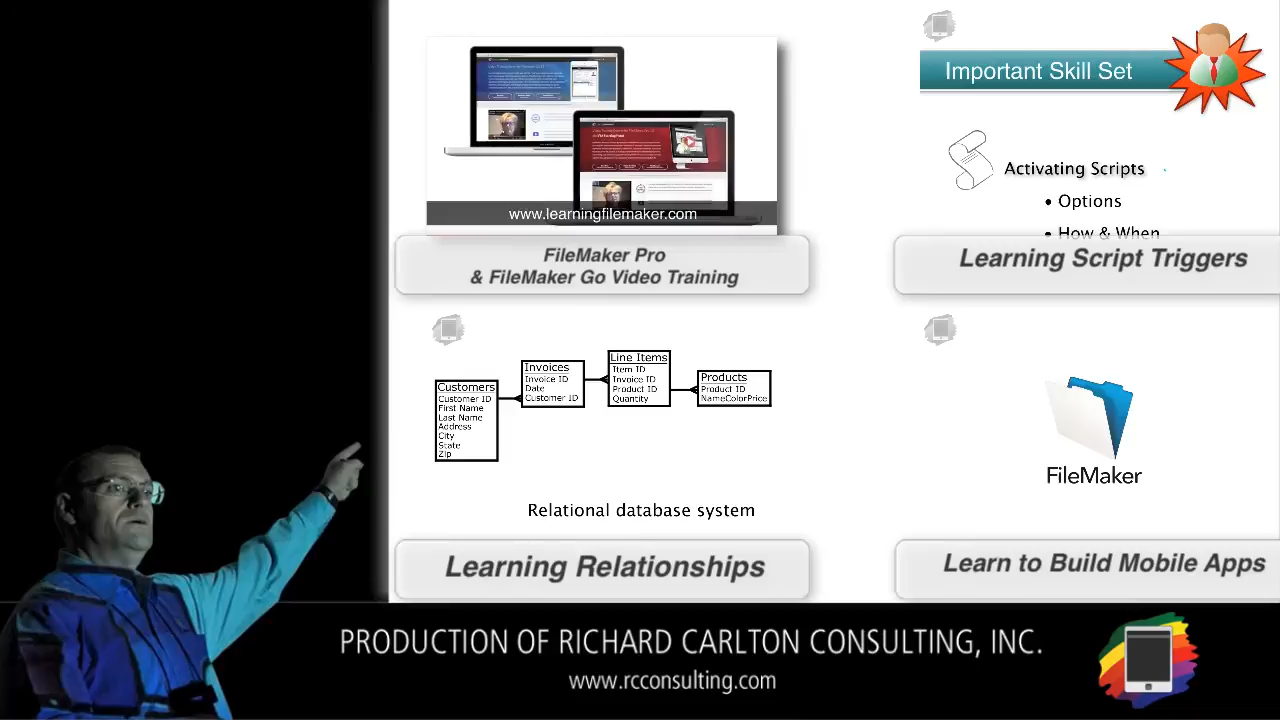 www.learningfilemaker.com
FileMaker Pro
& FileMaker Go Video Training
Important Skill Set
Activating Scripts
• Options
• How & When
Learning Script Triggers
Customers
Customer ID
First Name
Last Name
Address
City
State
Zip
Invoices
Invoice ID
Date
Customer ID
Line Items
Item ID
Invoice ID
Product ID
Quantity
Products
Product ID
NameColorPrice
Relational database system
Learning Relationships
FileMaker
Learn to Build Mobile Apps
PRODUCTION OF RICHARD CARLTON CONSULTING, INC.
www.rcconsulting.com